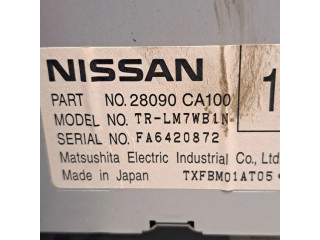 NISSAN
PART NO. 28090 CA100
MODEL NO. TR-LM7WB1N
SERIAL NO. FA6420872
Matsushita Electric Industrial Co., Ltd
Made in Japan TXFBM01AT05
1